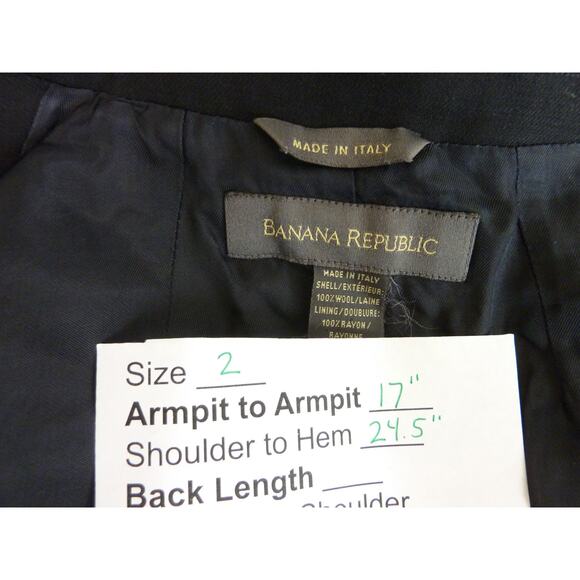 MADE IN ITALY
BANANA REPUBLIC
MADE IN ITALY
SHELL/EXTÉRIEUR:
100% WOOL/LAINE
LINING/DOUBLURE:
100% RAYON/
RAYONNE
Size 2
Armpit to Armpit 17"
Shoulder to Hem 24.5"
Back Length
Shoulder